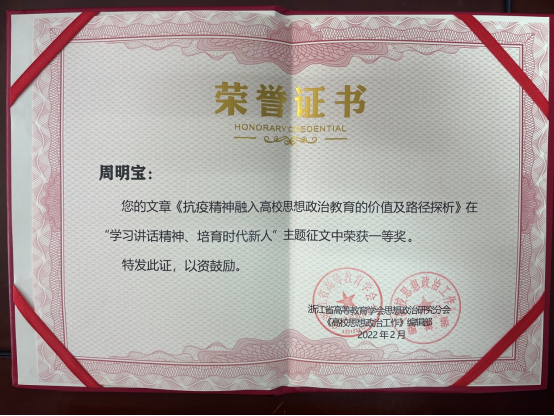 荣誉证书
HONORARY CREDENTIAL
周明宝：
您的文章《抗疫精神融入高校思想政治教育的价值及路径探析》在
“学习讲话精神、培育时代新人”主题征文中荣获一等奖。
特发此证，以资鼓励。
浙江省高等教育学会思想政治研究分会
《高校思想政治工作》编辑部
2022年2月